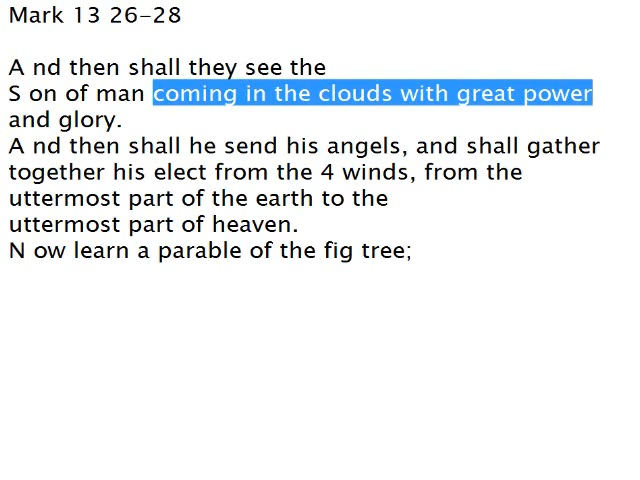 Mark 13 26-28
A nd then shall they see the
S on of man coming in the clouds with great power
and glory.
A nd then shall he send his angels, and shall gather
together his elect from the 4 winds, from the
uttermost part of the earth to the
uttermost part of heaven.
N ow learn a parable of the fig tree;